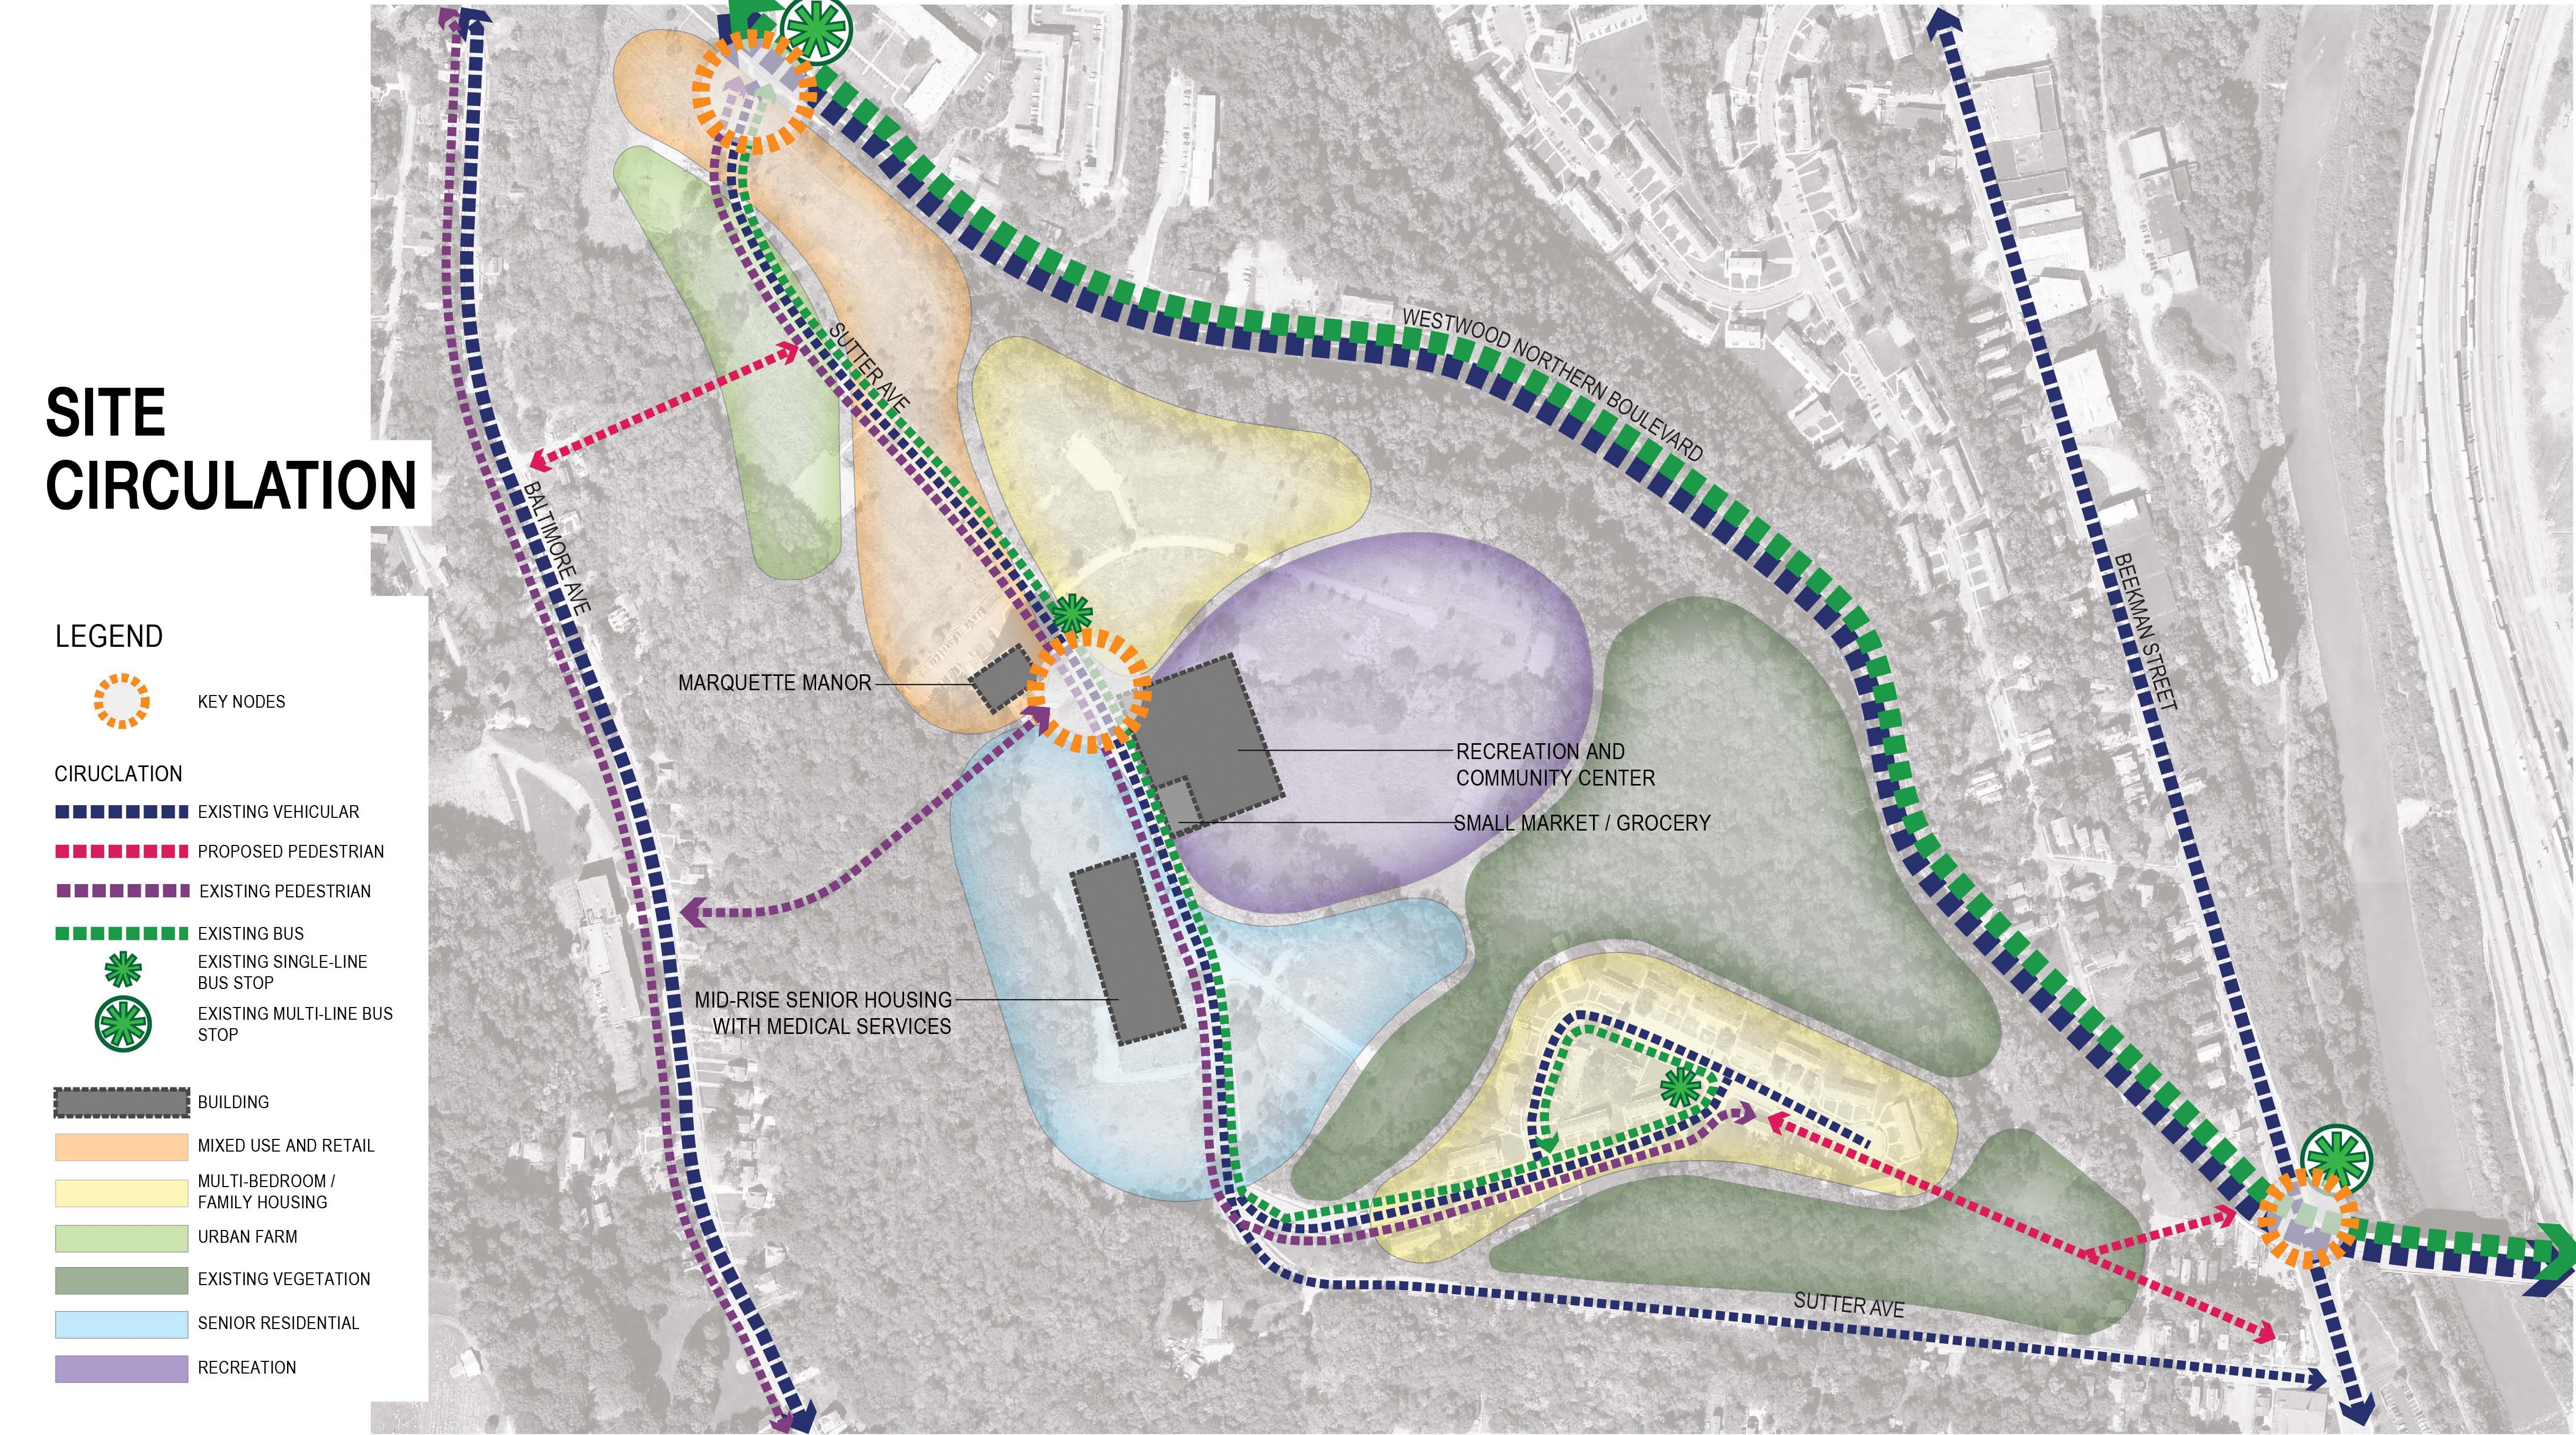 SITE
CIRCULATION
LEGEND
KEY NODES
CIRUCLATION
EXISTING VEHICULAR
PROPOSED PEDESTRIAN
EXISTING PEDESTRIAN
EXISTING BUS
EXISTING SINGLE-LINE
BUS STOP
EXISTING MULTI-LINE BUS
STOP
BUILDING
MIXED USE AND RETAIL
MULTI-BEDROOM /
FAMILY HOUSING
URBAN FARM
EXISTING VEGETATION
SENIOR RESIDENTIAL
RECREATION
BALTIMORE AVE
SUTTER AVE
WESTWOOD NORTHERN BOULEVARD
BEEKMAN STREET
MARQUETTE MANOR
RECREATION AND
COMMUNITY CENTER
SMALL MARKET / GROCERY
MID-RISE SENIOR HOUSING
WITH MEDICAL SERVICES
SUTTER AVE